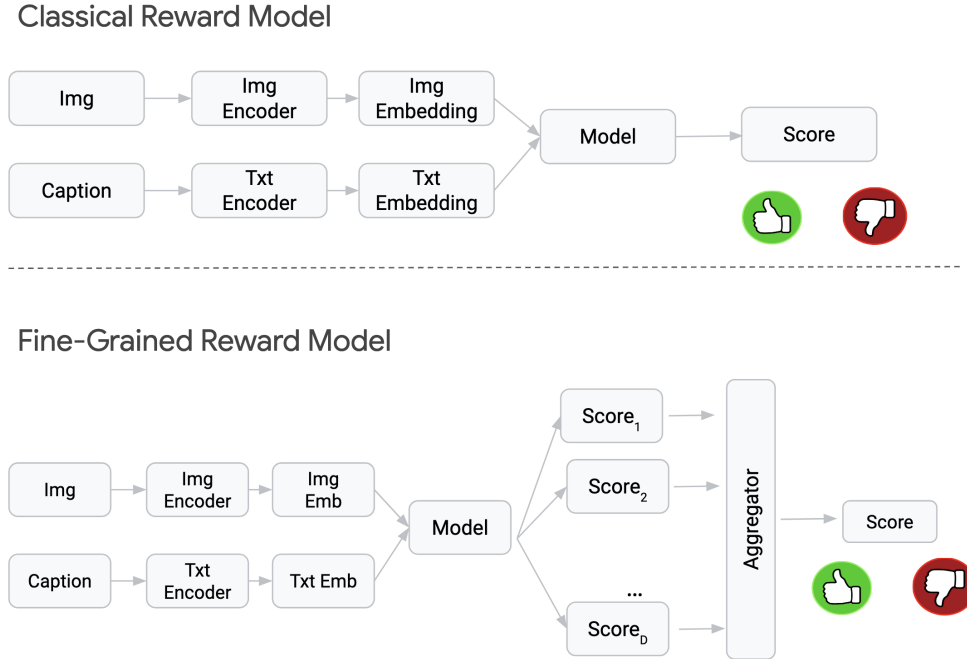 Classical Reward Model
Img
Img
Encoder
Img
Embedding
Model
Score
Caption
Txt
Encoder
Txt
Embedding
Fine-Grained Reward Model
Score1
Score2
...
ScoreD
Img
Img
Encoder
Img
Emb
Model
Aggregator
Score
Caption
Txt
Encoder
Txt Emb